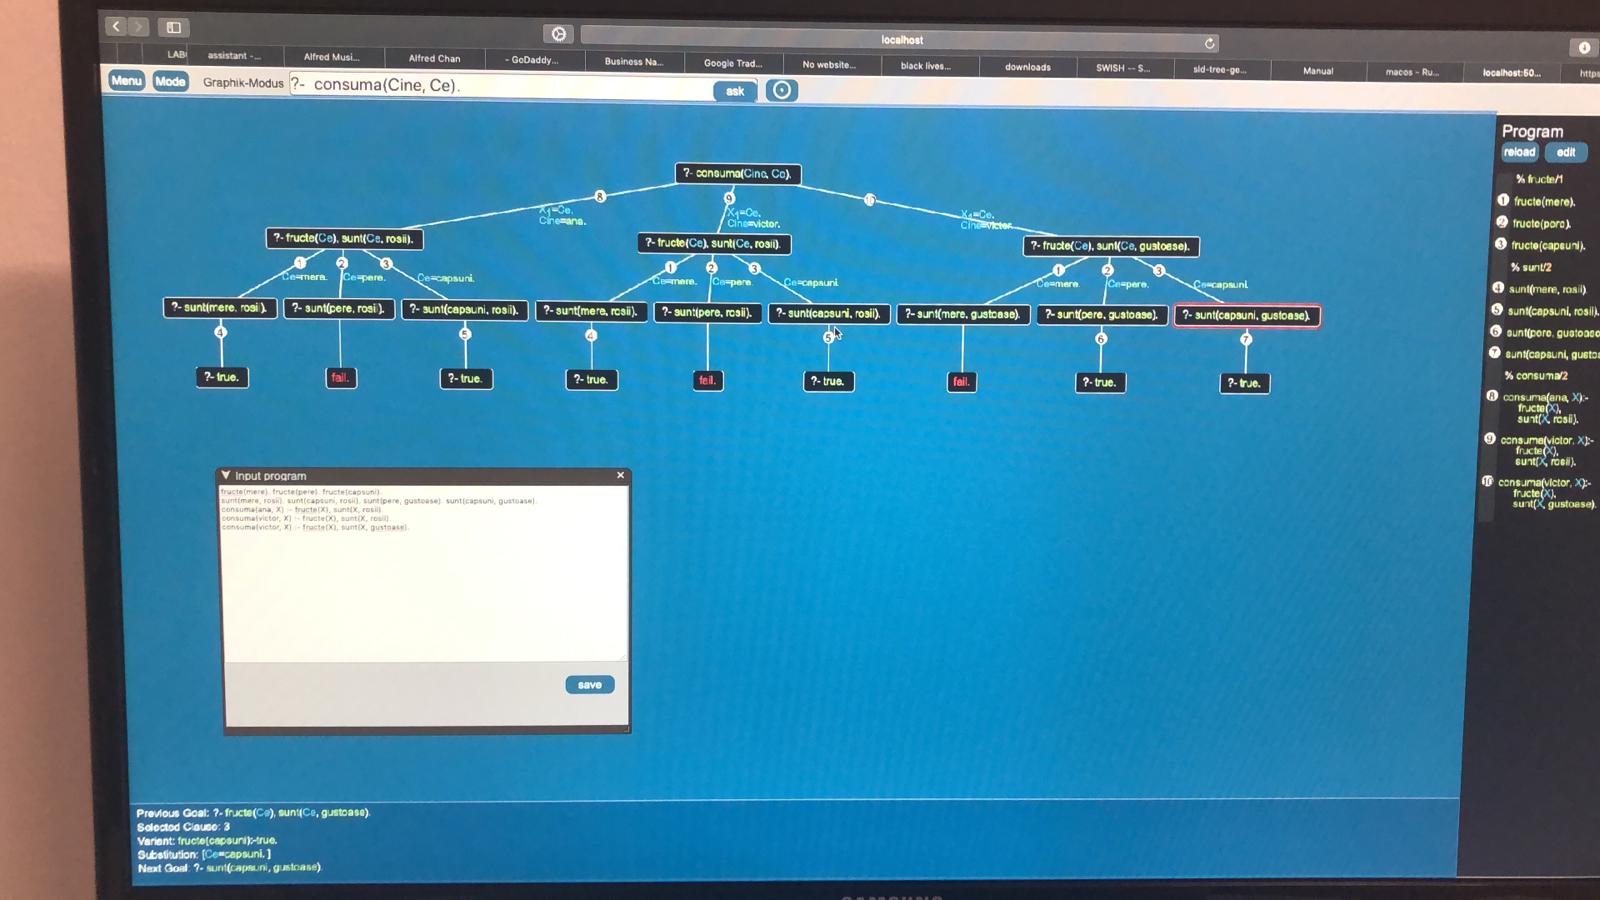 localhost
LAB
assistant -...
Alfred Musi...
Alfred Chan
- GoDaddy...
Business Na...
Google Trad...
No website...
black lives...
downloads
SWISH -- S...
sld-tree-ge...
Manual
macos - Ru...
localhost:50...
https
Menu Mode Graphik-Modus ?- consuma(Cine, Ce). ask
?- consuma(Cine, Ce).
8 9 10
X1=Ce, Cine=ana.
X1=Ce, Cine=victor.
X1=Ce, Cine=victor.
?- fructe(Ce), sunt(Ce, rosii).
?- fructe(Ce), sunt(Ce, rosii).
?- fructe(Ce), sunt(Ce, gustoase).
1 2 3 1 2 3 1 2 3
Ce=mere. Ce=pere. Ce=capsuni. Ce=mere. Ce=pere. Ce=capsuni. Ce=mere. Ce=pere. Ce=capsuni.
?- sunt(mere, rosii).
?- sunt(pere, rosii).
?- sunt(capsuni, rosii).
?- sunt(mere, rosii).
?- sunt(pere, rosii).
?- sunt(capsuni, rosii).
?- sunt(mere, gustoase).
?- sunt(pere, gustoase).
?- sunt(capsuni, gustoase).
4 5 4 5 6 7
?- true. fail. ?- true. ?- true. fail. ?- true. fail. ?- true. ?- true.
Input program
fructe(mere). fructe(pere). fructe(capsuni).
sunt(mere, rosii). sunt(capsuni, rosii). sunt(pere, gustoase). sunt(capsuni, gustoase).
consuma(ana, X) :- fructe(X), sunt(X, rosii).
consuma(victor, X) :- fructe(X), sunt(X, rosii).
consuma(victor, X) :- fructe(X), sunt(X, gustoase).
save
Program
reload edit
% fructe/1
1 fructe(mere).
2 fructe(pere).
3 fructe(capsuni).
% sunt/2
4 sunt(mere, rosii).
5 sunt(capsuni, rosii).
6 sunt(pere, gustoas
7 sunt(capsuni, gusto
% consuma/2
8 consuma(ana, X):-
fructe(X),
sunt(X, rosii).
9 consuma(victor, X):-
fructe(X),
sunt(X, rosii).
10 consuma(victor, X):-
fructe(X),
sunt(X, gustoase).
Previous Goal: ?- fructe(Ce), sunt(Ce, gustoase).
Selected Clause: 3
Variant: fructe(capsuni):-true.
Substitution: [Ce=capsuni. ]
Next Goal: ?- sunt(capsuni, gustoase).